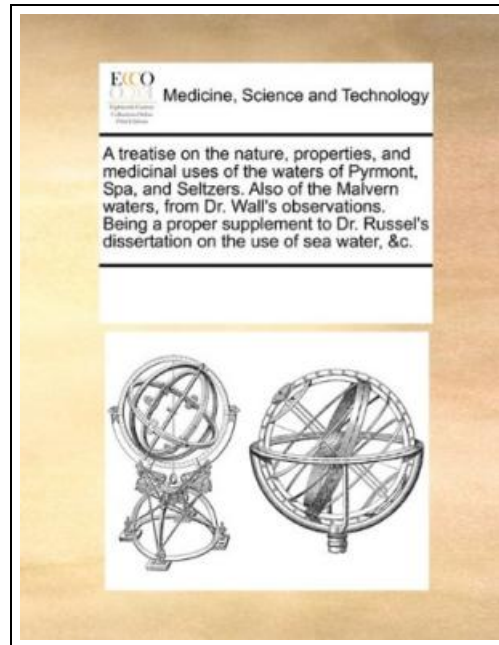 ECCO
Medicine, Science and Technology
A treatise on the nature, properties, and
medicinal uses of the waters of Pyrmont,
Spa, and Seltzers. Also of the Malvern
waters, from Dr. Wall's observations.
Being a proper supplement to Dr. Russel's
dissertation on the use of sea water, &c.